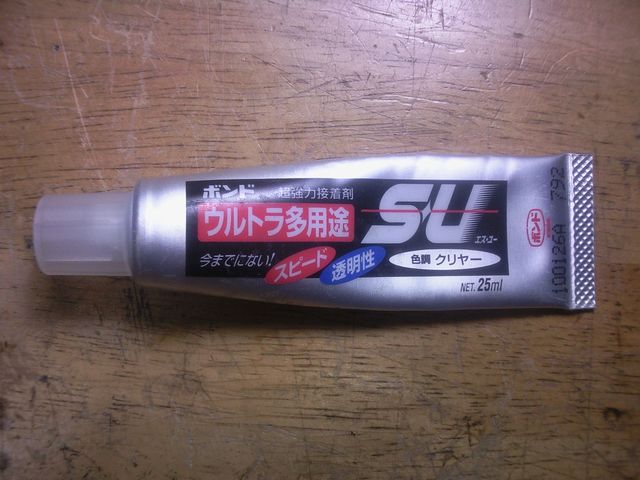 ボンド 超強力接着剤
ウルトラ多用途
SU
エス・ユー
今までにない!
スピード
透明性
色調 クリヤー
NET. 25ml
ボンド
100126A 792